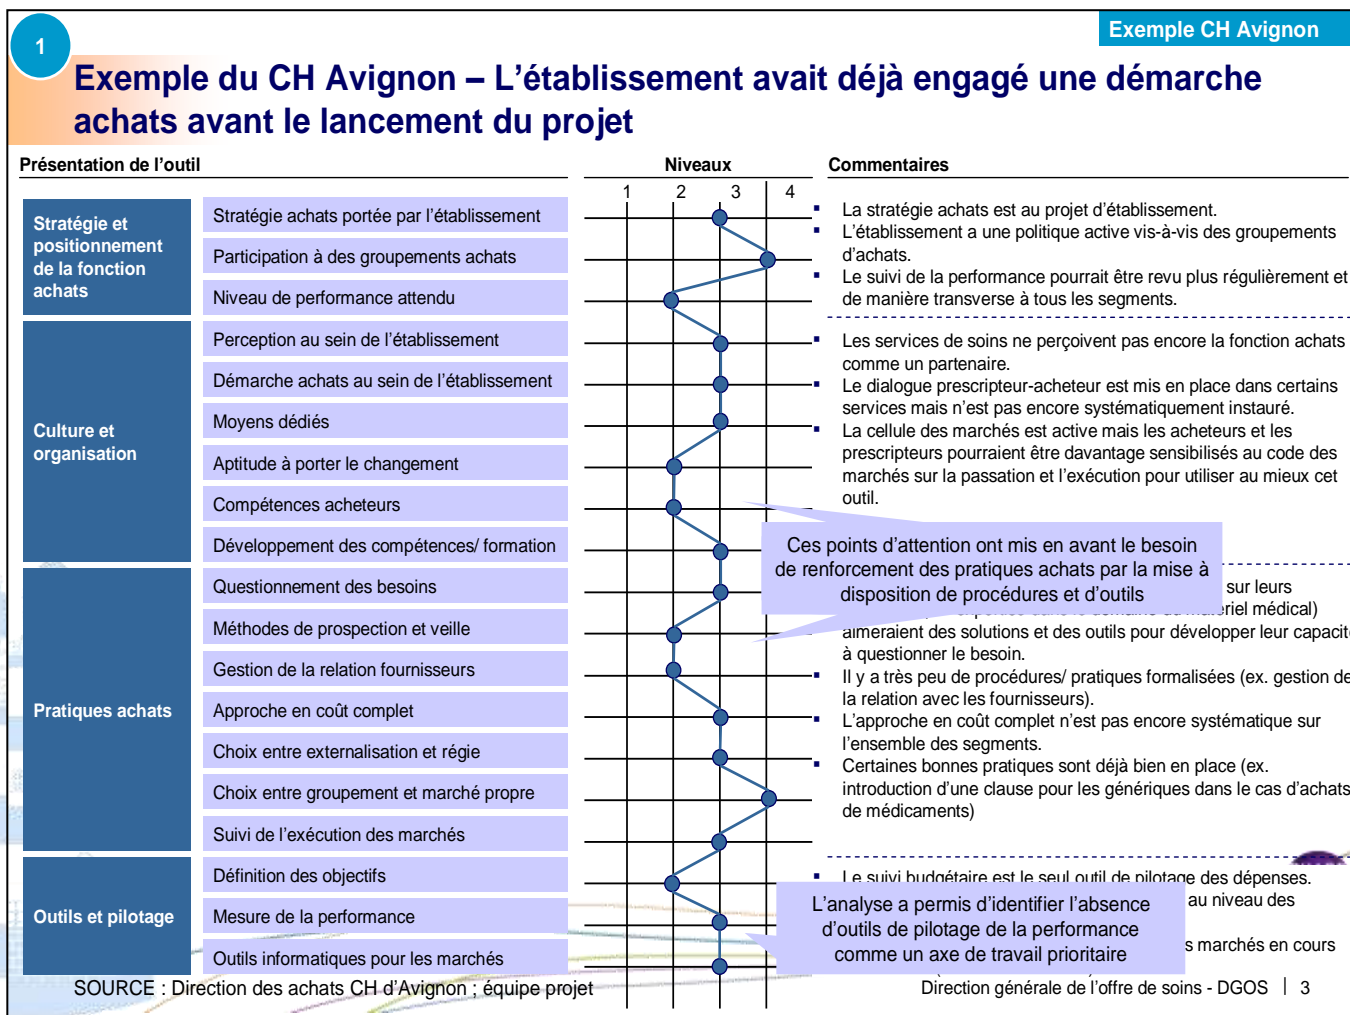 1
Exemple CH Avignon
Exemple du CH Avignon – L’établissement avait déjà engagé une démarche
achats avant le lancement du projet
Présentation de l’outil
Niveaux
Commentaires
1 2 3 4
Stratégie et
positionnement
de la fonction
achats
Stratégie achats portée par l’établissement
Participation à des groupements achats
Niveau de performance attendu
▪ La stratégie achats est au projet d’établissement.
▪ L’établissement a une politique active vis-à-vis des groupements
d’achats.
▪ Le suivi de la performance pourrait être revu plus régulièrement et
de manière transverse à tous les segments.
Culture et
organisation
Perception au sein de l’établissement
Démarche achats au sein de l’établissement
Moyens dédiés
Aptitude à porter le changement
Compétences acheteurs
Développement des compétences/ formation
▪ Les services de soins ne perçoivent pas encore la fonction achats
comme un partenaire.
▪ Le dialogue prescripteur-acheteur est mis en place dans certains
services mais n’est pas encore systématiquement instauré.
▪ La cellule des marchés est active mais les acheteurs et les
prescripteurs pourraient être davantage sensibilisés au code des
marchés sur la passation et l’exécution pour utiliser au mieux cet
outil.
Ces points d’attention ont mis en avant le besoin
de renforcement des pratiques achats par la mise à
disposition de procédures et d’outils
Pratiques achats
Questionnement des besoins
Méthodes de prospection et veille
Gestion de la relation fournisseurs
Approche en coût complet
Choix entre externalisation et régie
Choix entre groupement et marché propre
Suivi de l’exécution des marchés
sur leurs
médical)
aimeraient des solutions et des outils pour développer leur capacité
à questionner le besoin.
▪ Il y a très peu de procédures/ pratiques formalisées (ex. gestion de
la relation avec les fournisseurs).
▪ L’approche en coût complet n’est pas encore systématique sur
l’ensemble des segments.
▪ Certaines bonnes pratiques sont déjà bien en place (ex.
introduction d’une clause pour les génériques dans le cas d’achats
de médicaments)
Outils et pilotage
Définition des objectifs
Mesure de la performance
Outils informatiques pour les marchés
▪ Le suivi budgétaire est le seul outil de pilotage des dépenses.
au niveau des
marchés en cours
L’analyse a permis d’identifier l’absence
d’outils de pilotage de la performance
comme un axe de travail prioritaire
SOURCE : Direction des achats CH d’Avignon ; équipe projet
Direction générale de l’offre de soins - DGOS | 3